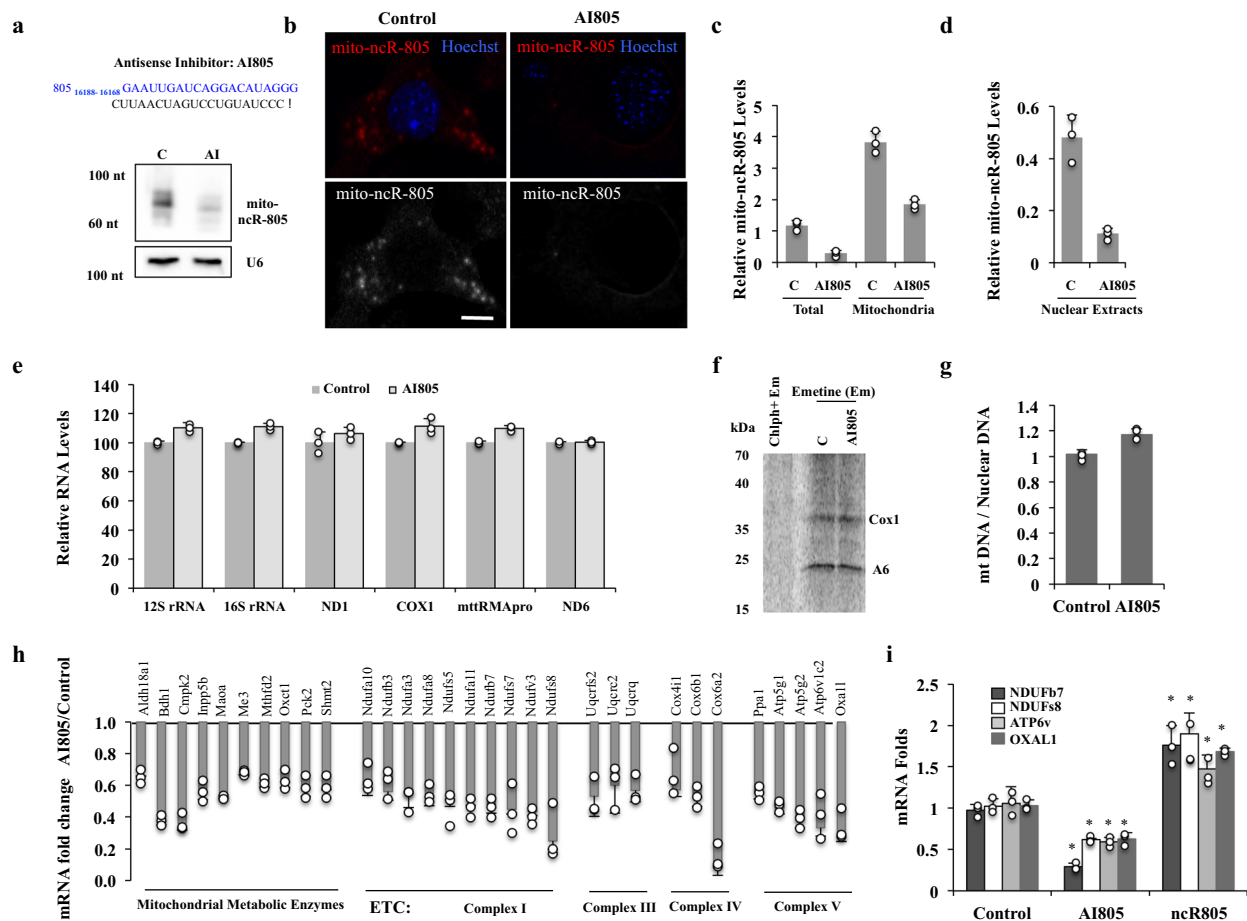 a
Antisense Inhibitor: AI805
805 16188- 16168 GAAUUGAUCAGGACAUAGGG
CUUAACUAGUCCUGUAUCCC !
C AI
100 nt
60 nt
mito-
ncR-805
100 nt
U6
b
Control AI805
mito-ncR-805 Hoechst
mito-ncR-805 Hoechst
mito-ncR-805
mito-ncR-805
c
Relative mito-ncR-805 Levels
5
4
3
2
1
0
C AI805 C AI805
Total Mitochondria
d
Relative mito-ncR-805 Levels
0.6
0.4
0.2
0
C AI805
Nuclear Extracts
e
Relative RNA Levels
140
120
100
80
60
40
20
0
Control AI805
12S rRNA 16S rRNA ND1 COX1 mttRMApro ND6
f
Chlph+ Em
Emetine (Em)
C
AI805
kDa
70
40
35
25
15
Cox1
A6
g
mt DNA / Nuclear DNA
1.4
1.2
1
0.8
0.6
0.4
0.2
0
Control AI805
h
mRNA fold change AI805/Control
1.0
0.8
0.6
0.4
0.2
0.0
Aldh18a1
Bdh1
Cmpk2
Inpp5b
Maoa
Me3
Mthfd2
Oxct1
Pck2
Shmt2
Ndufa10
Ndufb3
Ndufa3
Ndufa8
Ndufs5
Ndufa11
Ndufb7
Ndufs7
Ndufv3
Ndufs8
Uqcrfs2
Uqcrc2
Uqcrq
Cox4i1
Cox6b1
Cox6a2
Ppa1
Atp5g1
Atp5g2
Atp6v1c2
Oxa1l
Mitochondrial Metabolic Enzymes
ETC: Complex I Complex III Complex IV Complex V
i
mRNA Folds
2.5
2
1.5
1
0.5
0
NDUFb7
NDUFs8
ATP6v
OXAL1
* * * *
* * * *
Control AI805 ncR805